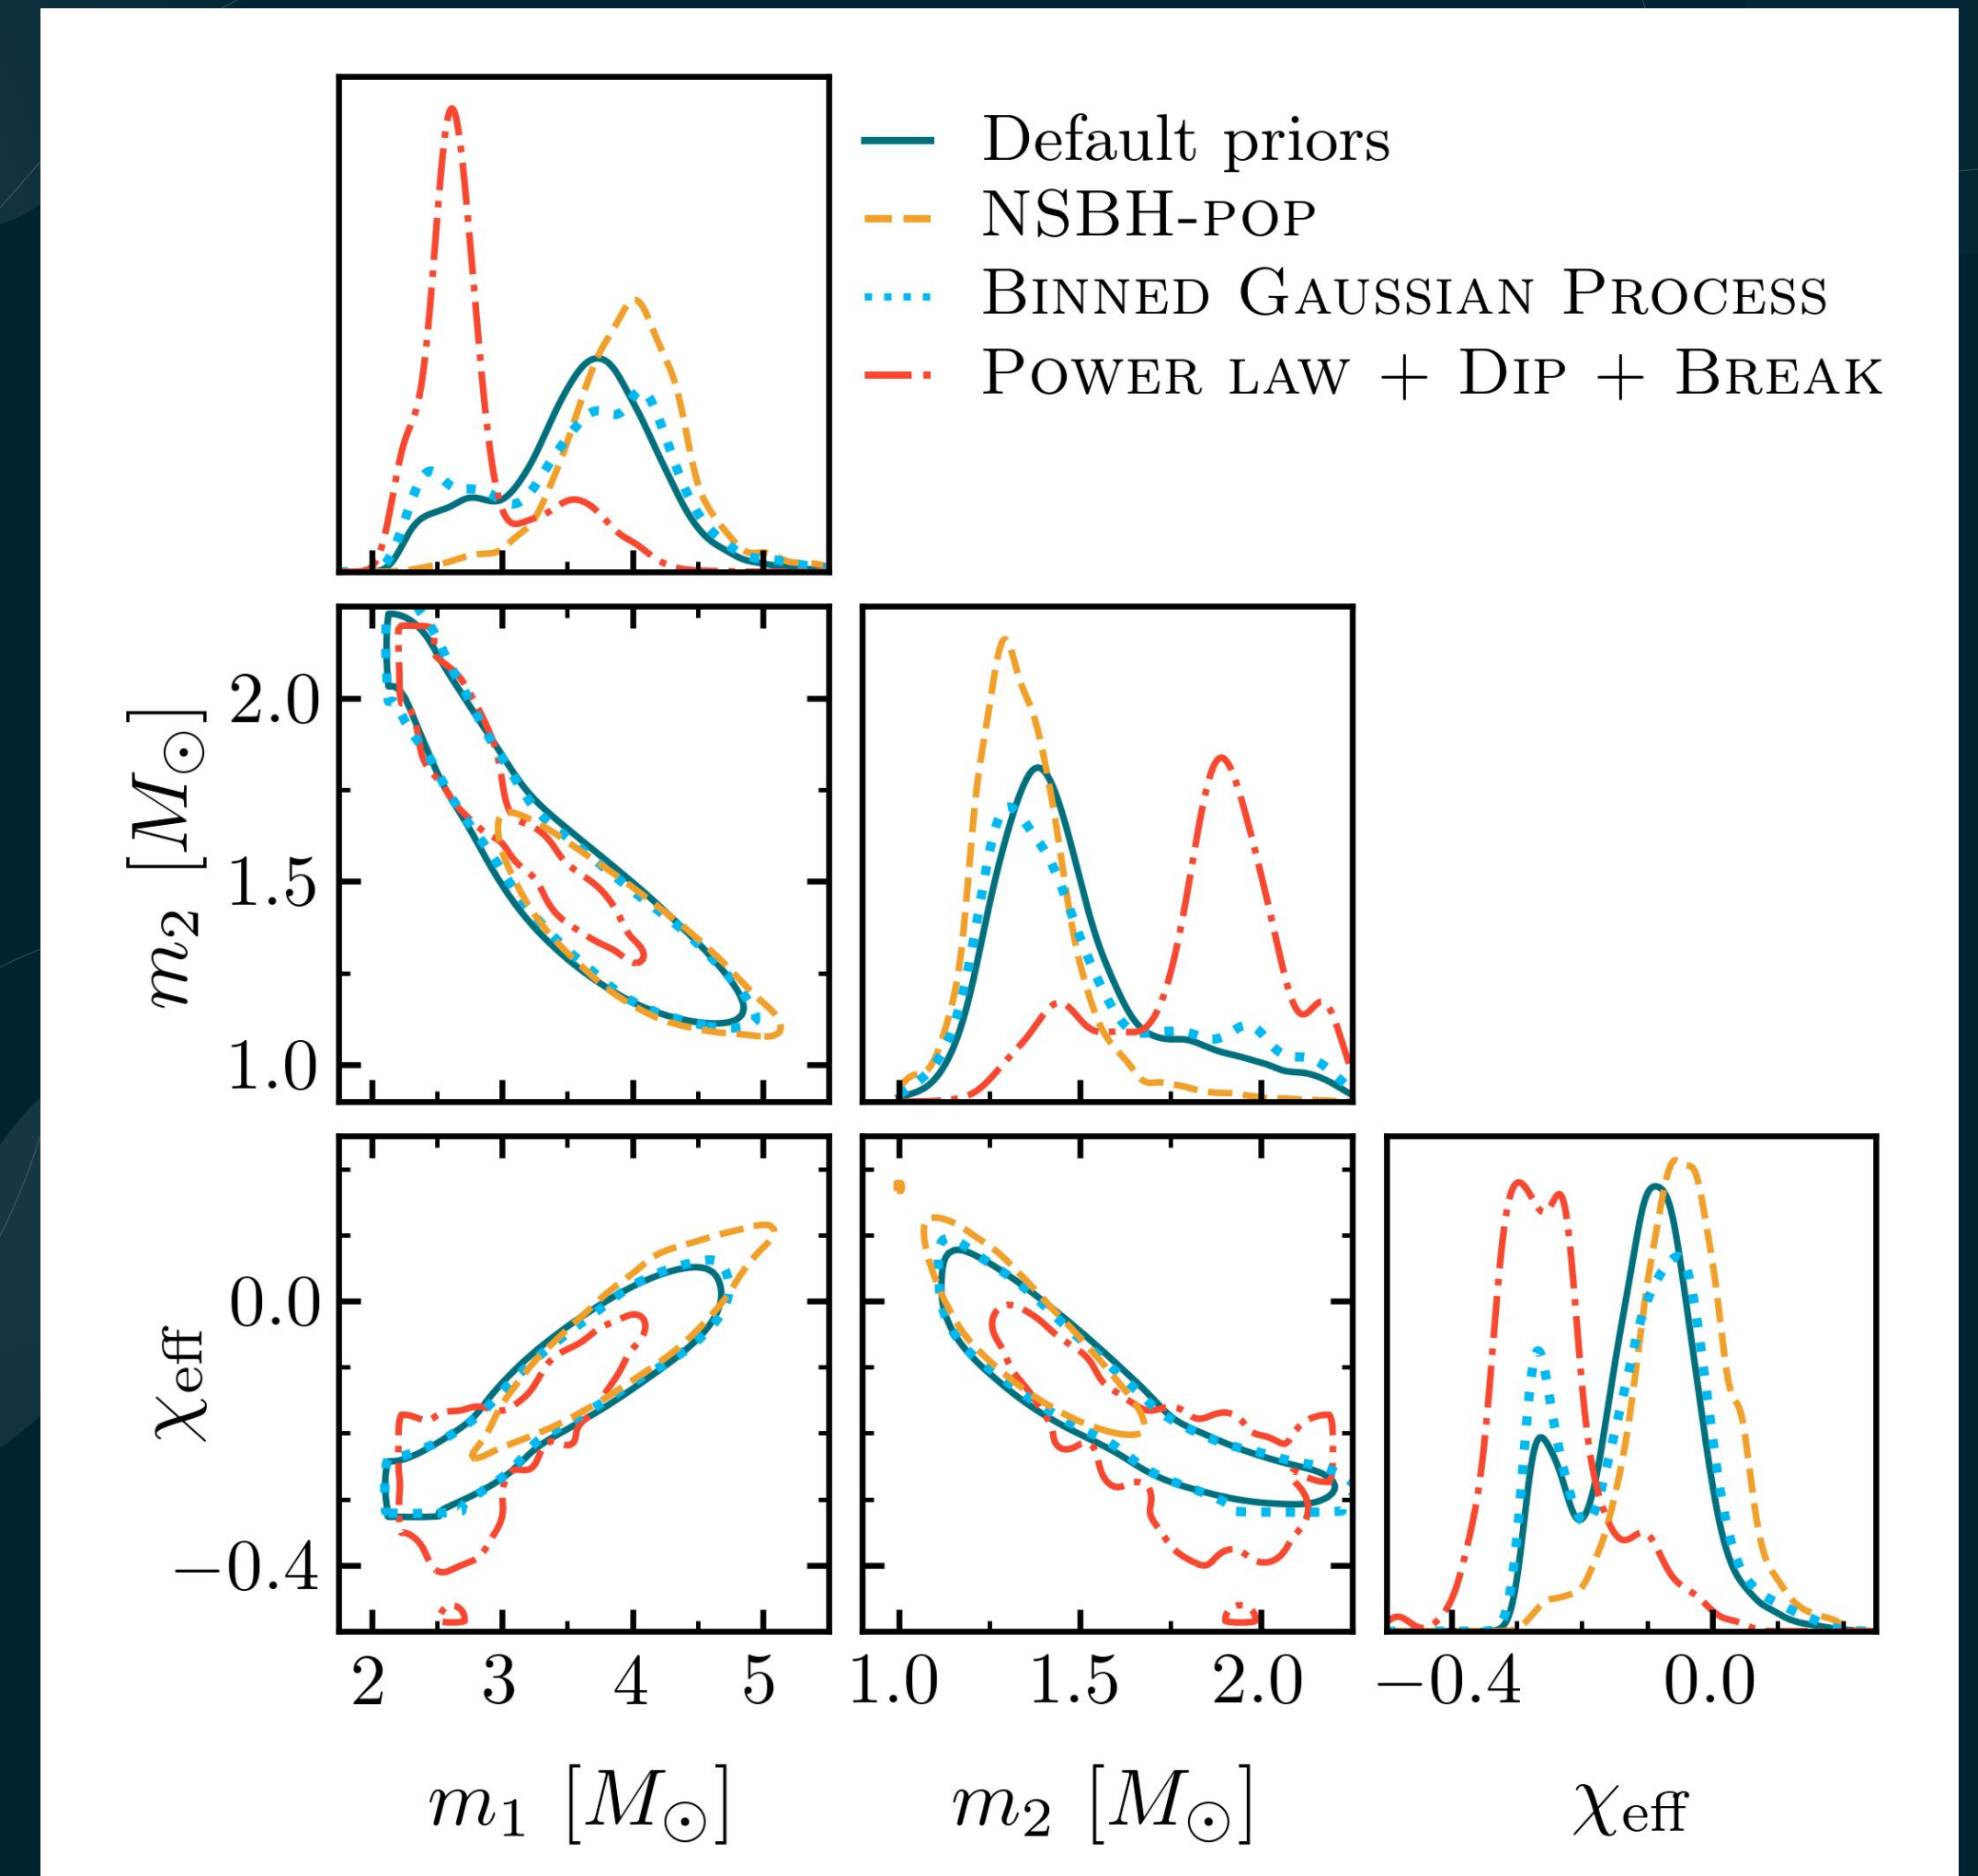 Default priors
NSBH-POP
BINNED GAUSSIAN PROCESS
POWER LAW + DIP + BREAK
m₂ [M⊙]
2.0
1.5
1.0
χeff
0.0
−0.4
2 3 4 5
1.0 1.5 2.0
−0.4 0.0
m₁ [M⊙]
m₂ [M⊙]
χeff